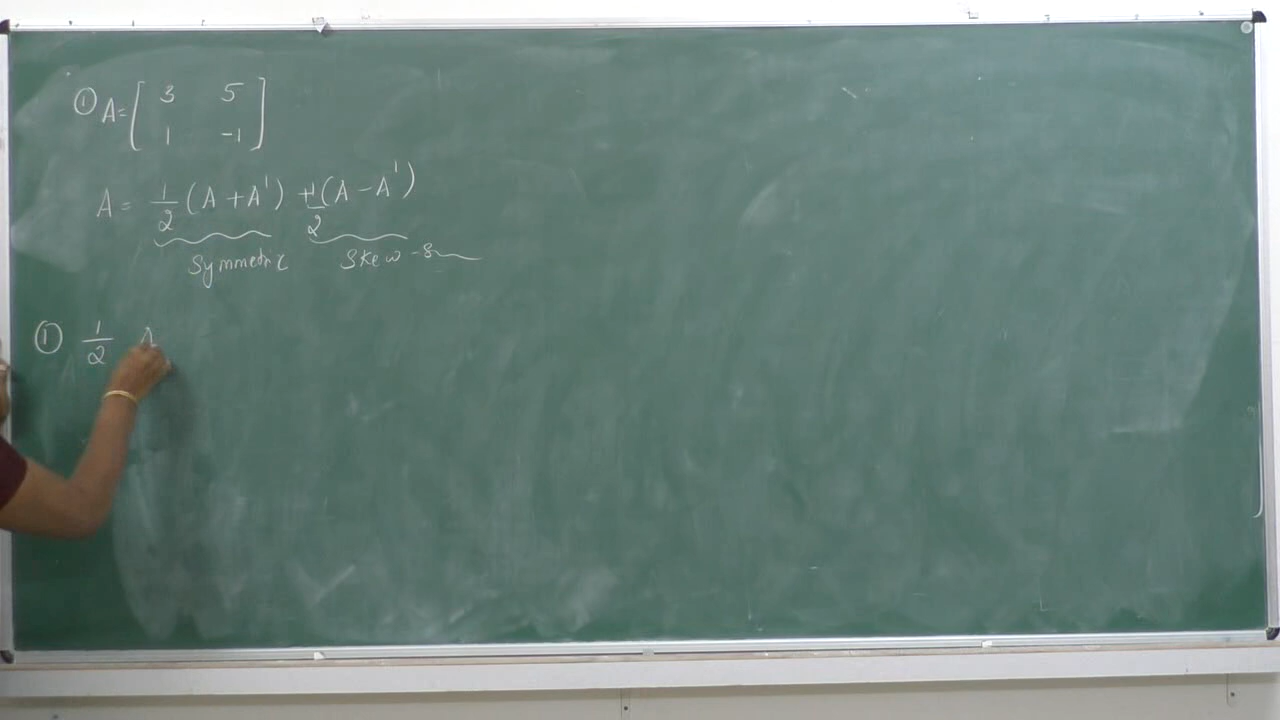 ① A = [ 3 5
1 -1 ]
A = 1/2 (A + A') + 1/2 (A - A')
Symmetric Skew-S
① 1/2 A